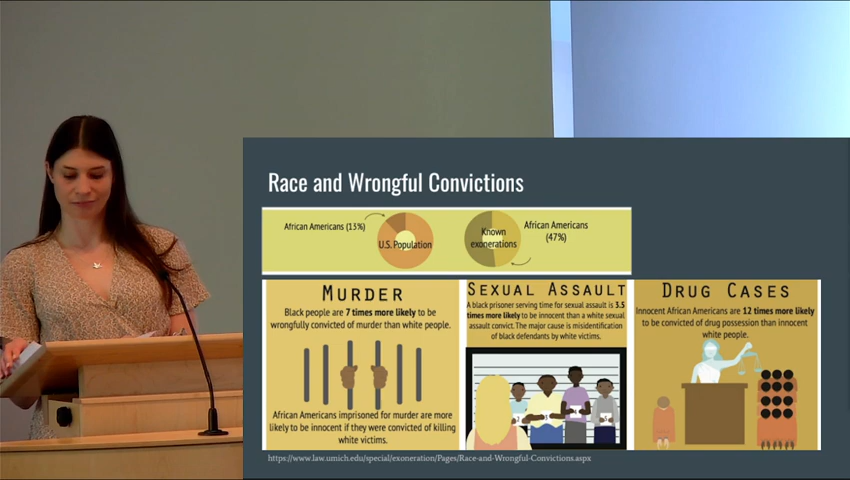 Race and Wrongful Convictions
African Americans (13%)
U.S. Population
Known
exonerations
African Americans
(47%)
MURDER
Black people are 7 times more likely to be
wrongfully convicted of murder than white people.
African Americans imprisoned for murder are more
likely to be innocent if they were convicted of killing
white victims.
SEXUAL ASSAULT
A black prisoner serving time for sexual assault is 3.5
times more likely to be innocent than a white sexual
assault convict. The major cause is misidentification
of black defendants by white victims.
DRUG CASES
Innocent African Americans are 12 times more likely
to be convicted of drug possession than innocent
white people.
https://www.law.umich.edu/special/exoneration/Pages/Race-and-Wrongful-Convictions.aspx